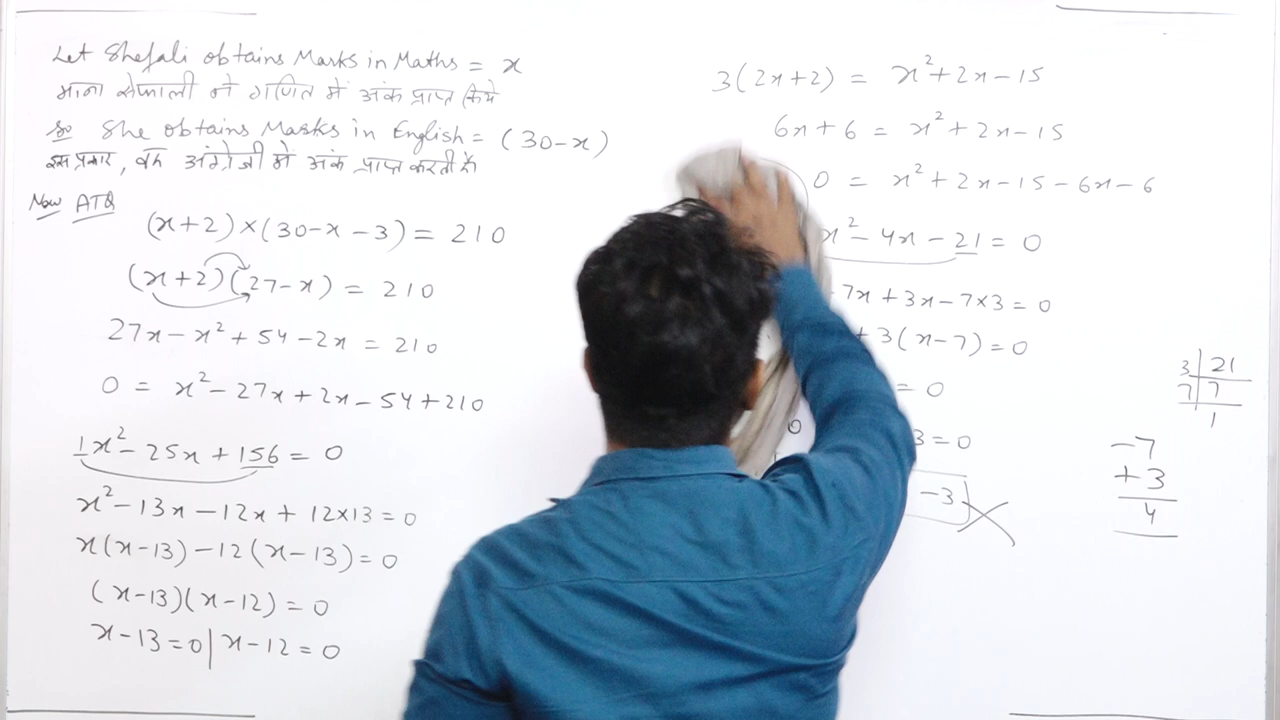 Let Shefali obtains Marks in Maths = x
माना शेफाली ने गणित में अंक प्राप्त किये
So She obtains Marks in English = (30-x)
इस प्रकार, वह अंग्रेजी में अंक प्राप्त करती है
Now ATQ
(x+2)×(30-x-3) = 210
(x+2)(27-x) = 210
27x-x²+54-2x = 210
0 = x²-27x+2x-54+210
1x²-25x+156 = 0
x²-13x-12x+12×13=0
x(x-13)-12(x-13)=0
(x-13)(x-12)=0
x-13=0|x-12=0
3(2x+2) = x²+2x-15
6x+6 = x²+2x-15
0 = x²+2x-15-6x-6
x²-4x-21=0
7x+3x-7×3=0
+3(x-7)=0
=0
3=0
-3
0
3|21
7|7
1
-7
+3
4